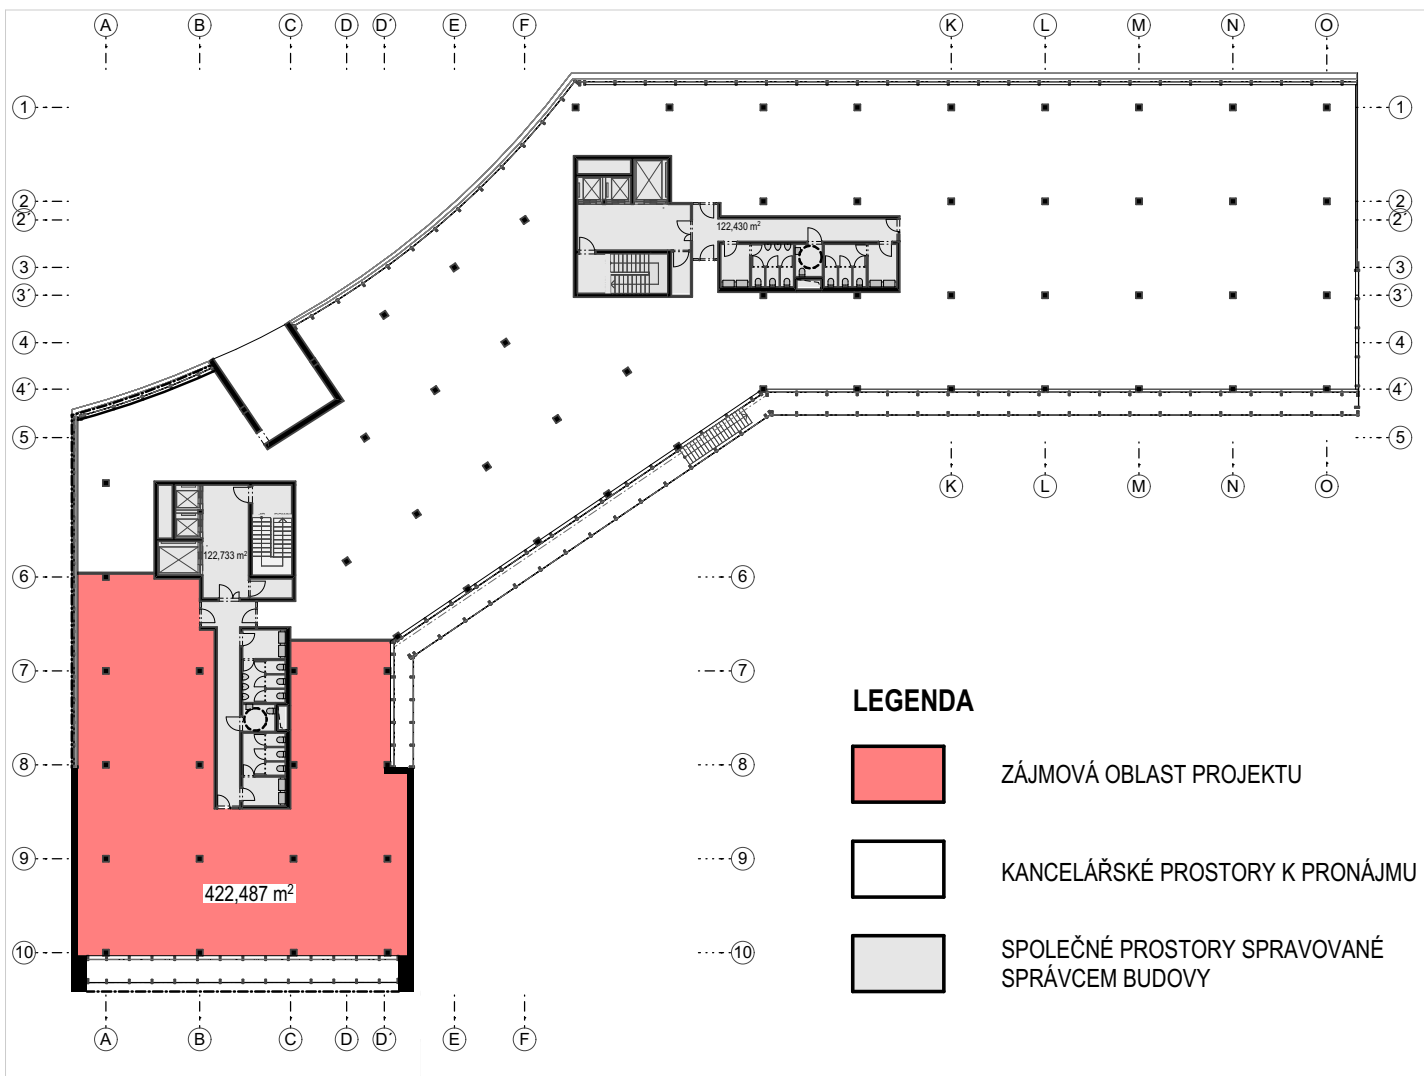 A B C D D´ E F K L M N O
1 1
2 2
2´ 2´
122,430 m²
3 3
3´ 3´
4 4
4´ 4´
5 5
K L M N O
122,733 m²
6 6
7 7
LEGENDA
8 8
ZÁJMOVÁ OBLAST PROJEKTU
9 9
KANCELÁŘSKÉ PROSTORY K PRONÁJMU
422,487 m²
10 10
SPOLEČNÉ PROSTORY SPRAVOVANÉ
SPRÁVCEM BUDOVY
A B C D D´ E F